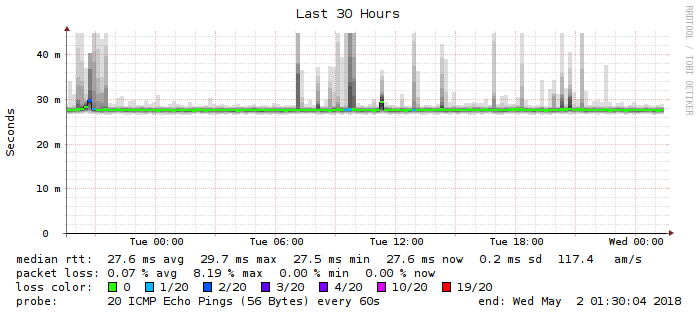 Last 30 Hours
RRDTOOL / TOBI OETIKER
Seconds
40 m
30 m
20 m
10 m
0
Tue 00:00 Tue 06:00 Tue 12:00 Tue 18:00 Wed 00:00
median rtt: 27.6 ms avg 29.7 ms max 27.5 ms min 27.6 ms now 0.2 ms sd 117.4 am/s
packet loss: 0.07 % avg 8.19 % max 0.00 % min 0.00 % now
loss color: 0 1/20 2/20 3/20 4/20 10/20 19/20
probe: 20 ICMP Echo Pings (56 Bytes) every 60s end: Wed May 2 01:30:04 2018